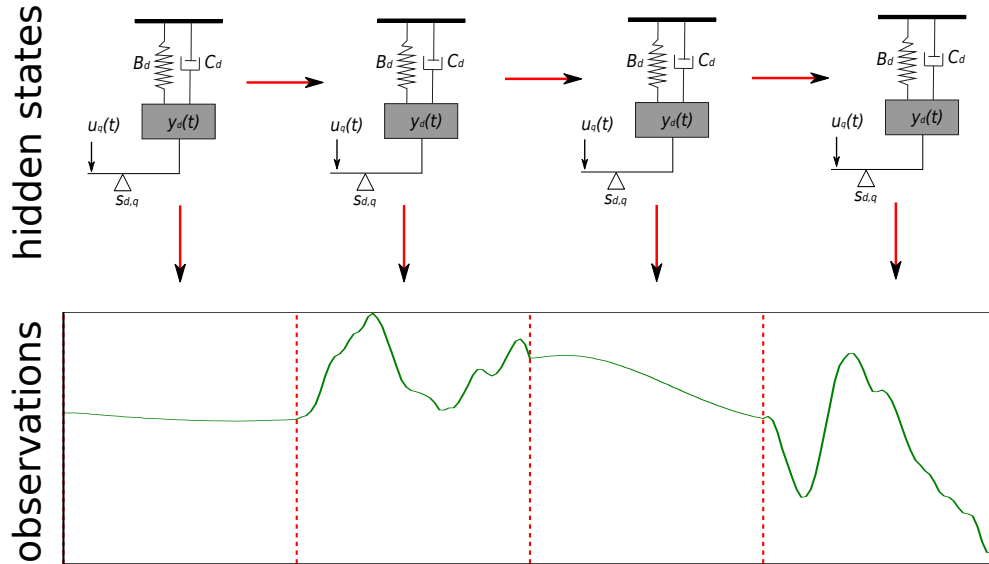 hidden states
B_d C_d
y_d(t)
u_q(t)
s_d,q
B_d C_d
y_d(t)
u_q(t)
s_d,q
B_d C_d
y_d(t)
u_q(t)
s_d,q
B_d C_d
y_d(t)
u_q(t)
s_d,q
observations